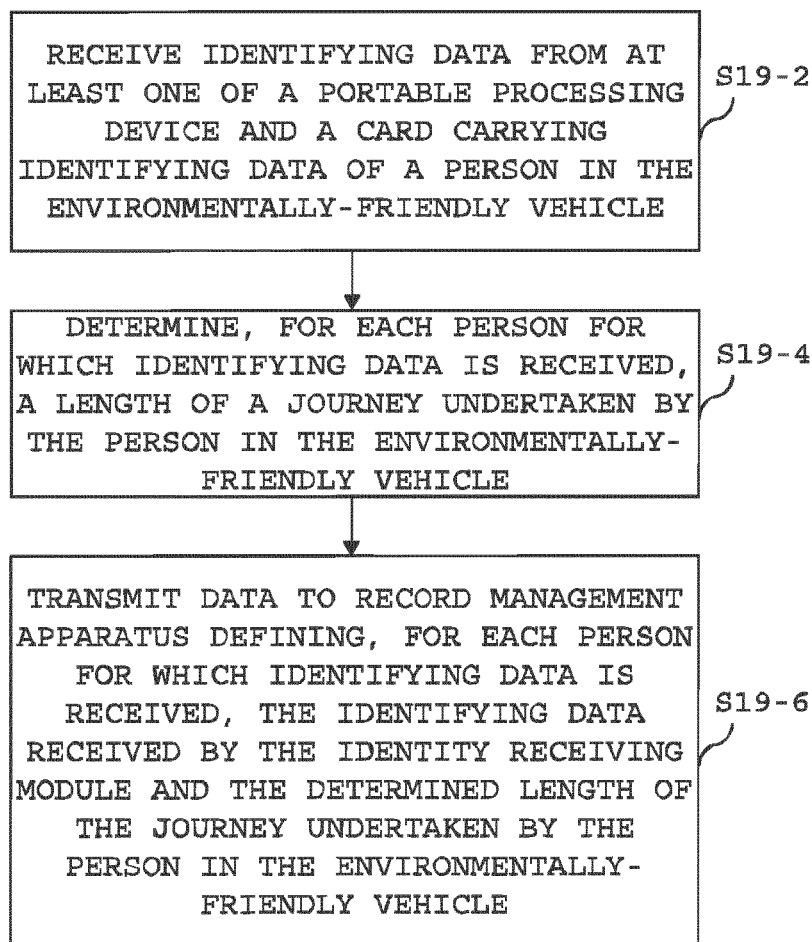 RECEIVE IDENTIFYING DATA FROM AT
LEAST ONE OF A PORTABLE PROCESSING
DEVICE AND A CARD CARRYING
IDENTIFYING DATA OF A PERSON IN THE
ENVIRONMENTALLY-FRIENDLY VEHICLE
S19-2
DETERMINE, FOR EACH PERSON FOR
WHICH IDENTIFYING DATA IS RECEIVED,
A LENGTH OF A JOURNEY UNDERTAKEN BY
THE PERSON IN THE ENVIRONMENTALLY-
FRIENDLY VEHICLE
S19-4
TRANSMIT DATA TO RECORD MANAGEMENT
APPARATUS DEFINING, FOR EACH PERSON
FOR WHICH IDENTIFYING DATA IS
RECEIVED, THE IDENTIFYING DATA
RECEIVED BY THE IDENTITY RECEIVING
MODULE AND THE DETERMINED LENGTH OF
THE JOURNEY UNDERTAKEN BY THE
PERSON IN THE ENVIRONMENTALLY-
FRIENDLY VEHICLE
S19-6